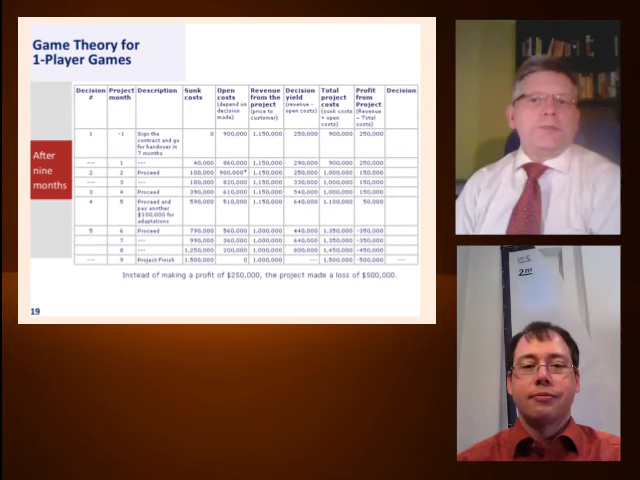 Game Theory for
1-Player Games
After
nine
months
Decision # | Project month | Description | Sunk costs | Open costs (depend on decision made) | Revenue from the project (price to customer) | Decision yield (revenue - open costs) | Total project costs (sunk costs + open costs) | Profit from Project (Revenue - Total costs) | Decision
1 | -1 | Sign the contract and go for handover in 7 months | 0 | 900,000 | 1,150,000 | 250,000 | 900,000 | 250,000
--- | 1 | --- | 40,000 | 860,000 | 1,150,000 | 290,000 | 900,000 | 250,000
2 | 2 | Proceed | 100,000 | 900,000* | 1,150,000 | 250,000 | 1,000,000 | 150,000
--- | 3 | --- | 180,000 | 820,000 | 1,150,000 | 330,000 | 1,000,000 | 150,000
3 | 4 | Proceed | 390,000 | 610,000 | 1,150,000 | 540,000 | 1,000,000 | 150,000
4 | 5 | Proceed and pay another $100,000 for adaptations | 590,000 | 510,000 | 1,150,000 | 640,000 | 1,100,000 | 50,000
5 | 6 | Proceed | 790,000 | 560,000 | 1,000,000 | 440,000 | 1,350,000 | -350,000
7 | --- | 990,000 | 360,000 | 1,000,000 | 640,000 | 1,350,000 | -350,000
8 | --- | 1,250,000 | 200,000 | 1,000,000 | 800,000 | 1,450,000 | -450,000
--- | 9 | Project Finish | 1,500,000 | 0 | 1,000,000 | --- | 1,500,000 | -500,000 | ---
Instead of making a profit of $250,000, the project made a loss of $500,000.
19